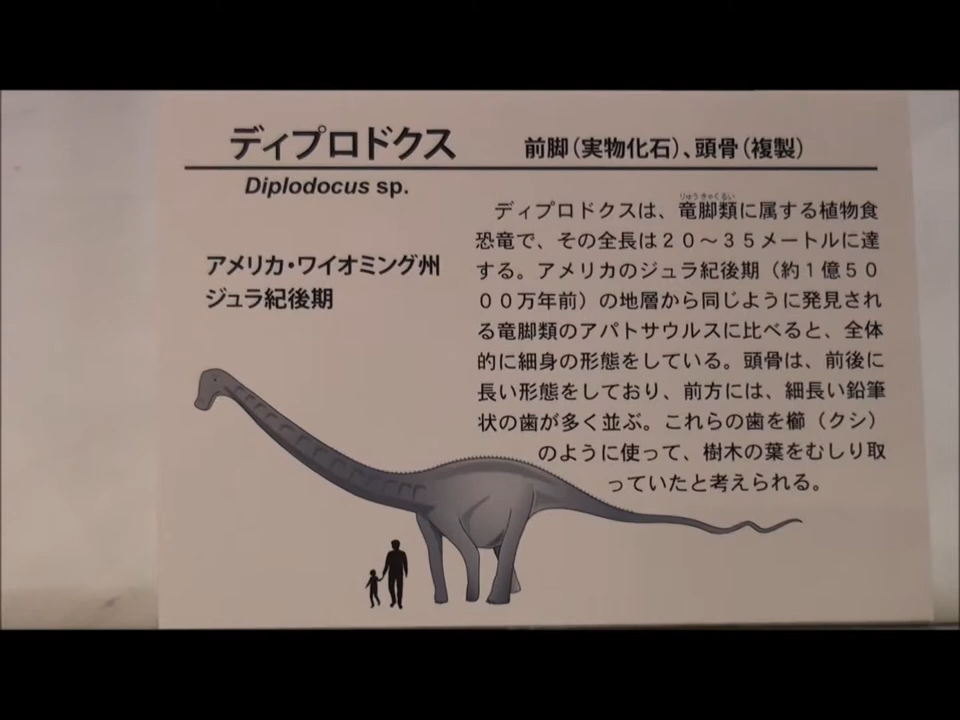 ディプロドクス 前脚(実物化石)、頭骨(複製)
Diplodocus sp.
アメリカ・ワイオミング州
ジュラ紀後期
りゅうきゃくるい
ディプロドクスは、竜脚類に属する植物食
恐竜で、その全長は20～35メートルに達
する。アメリカのジュラ紀後期（約1億50
00万年前）の地層から同じように発見され
る竜脚類のアパトサウルスに比べると、全体
的に細身の形態をしている。頭骨は、前後に
長い形態をしており、前方には、細長い鉛筆
状の歯が多く並ぶ。これらの歯を櫛（クシ）
のように使って、樹木の葉をむしり取
っていたと考えられる。